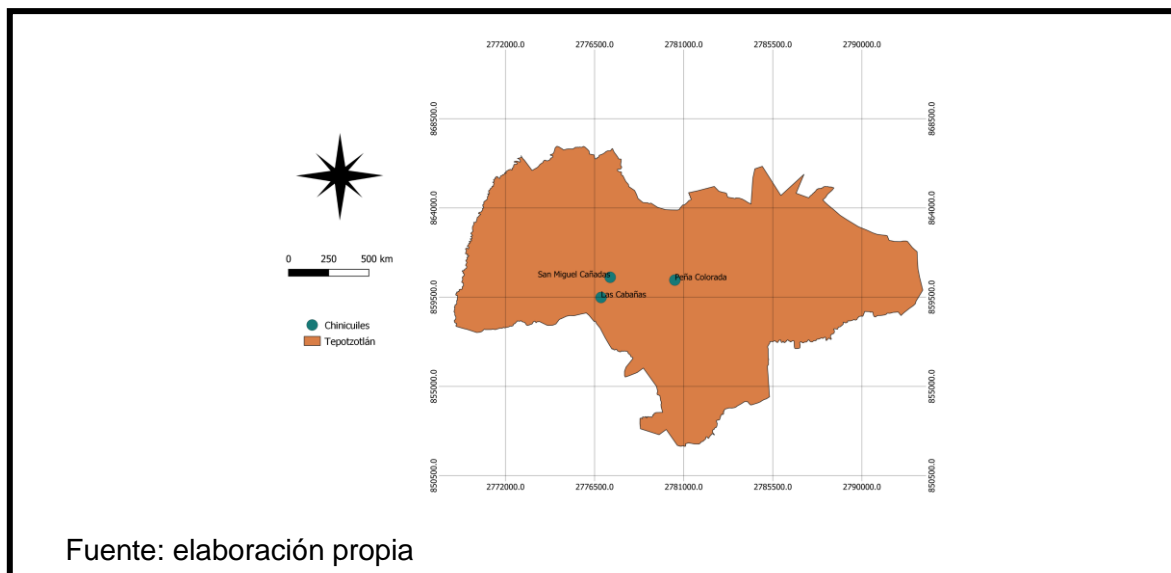 2772000.0 2776500.0 2781000.0 2785500.0 2790000.0
868500.0 868500.0
864000.0 864000.0
0 250 500 km
San Miguel Cañadas Peña Colorada
Las Cabañas
859500.0 859500.0
Chinicuiles
Tepotzotlán
855000.0 855000.0
850500.0 850500.0
2772000.0 2776500.0 2781000.0 2785500.0 2790000.0
Fuente: elaboración propia